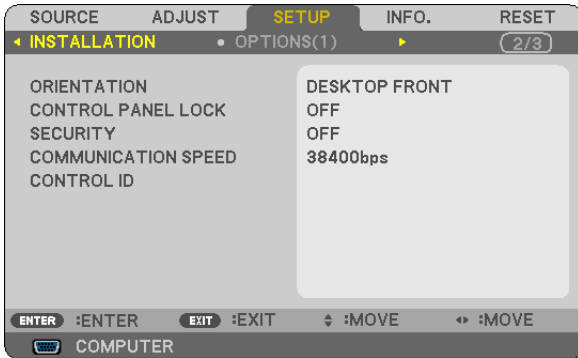 SOURCE ADJUST SETUP INFO. RESET
INSTALLATION • OPTIONS(1) 2/3
ORIENTATION DESKTOP FRONT
CONTROL PANEL LOCK OFF
SECURITY OFF
COMMUNICATION SPEED 38400bps
CONTROL ID
ENTER :ENTER EXIT :EXIT :MOVE :MOVE
COMPUTER